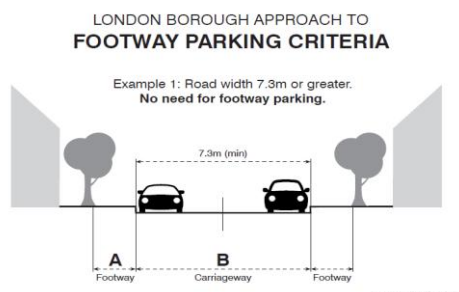 LONDON BOROUGH APPROACH TO
FOOTWAY PARKING CRITERIA
Example 1: Road width 7.3m or greater.
No need for footway parking.
7.3m (min)
A B
Footway Carriageway Footway